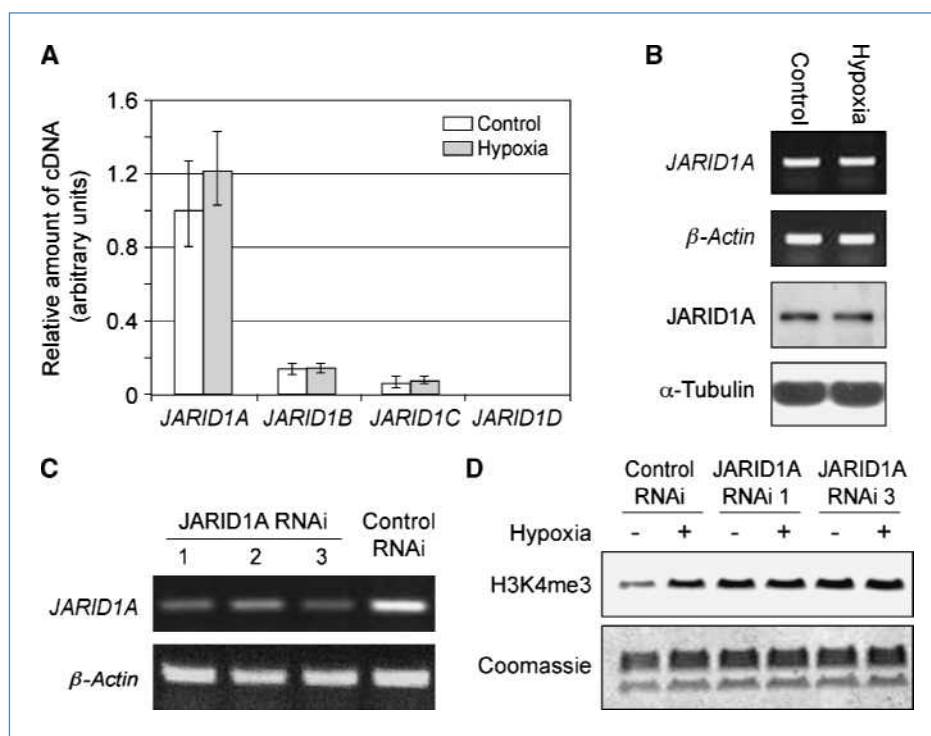 A
Relative amount of cDNA
(arbitrary units)
1.6
1.2
0.8
0.4
0
Control
Hypoxia
JARID1A JARID1B JARID1C JARID1D
B
Control Hypoxia
JARID1A
β-Actin
JARID1A
α-Tubulin
C
JARID1A RNAi
Control
RNAi
1 2 3
JARID1A
β-Actin
D
Control
RNAi
JARID1A
RNAi 1
JARID1A
RNAi 3
Hypoxia - + - + - +
H3K4me3
Coomassie